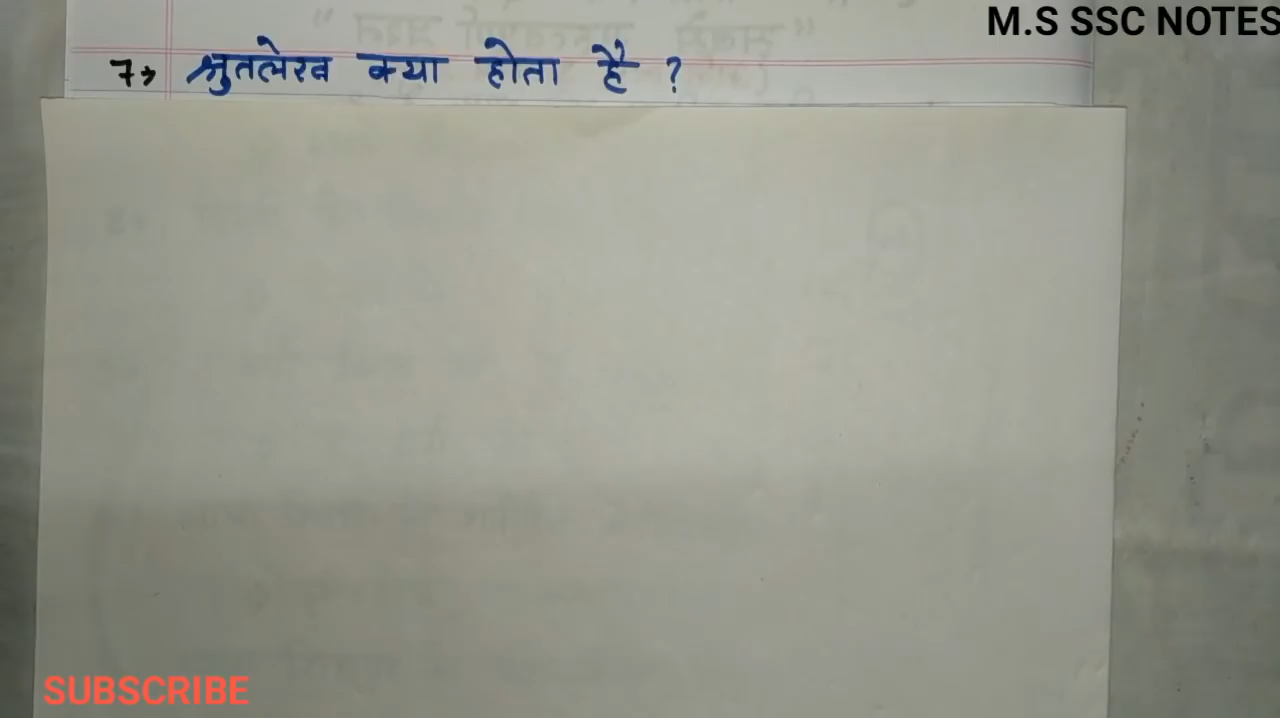 M.S SSC NOTES
7→ श्रुतलेख क्या होता है ?
SUBSCRIBE